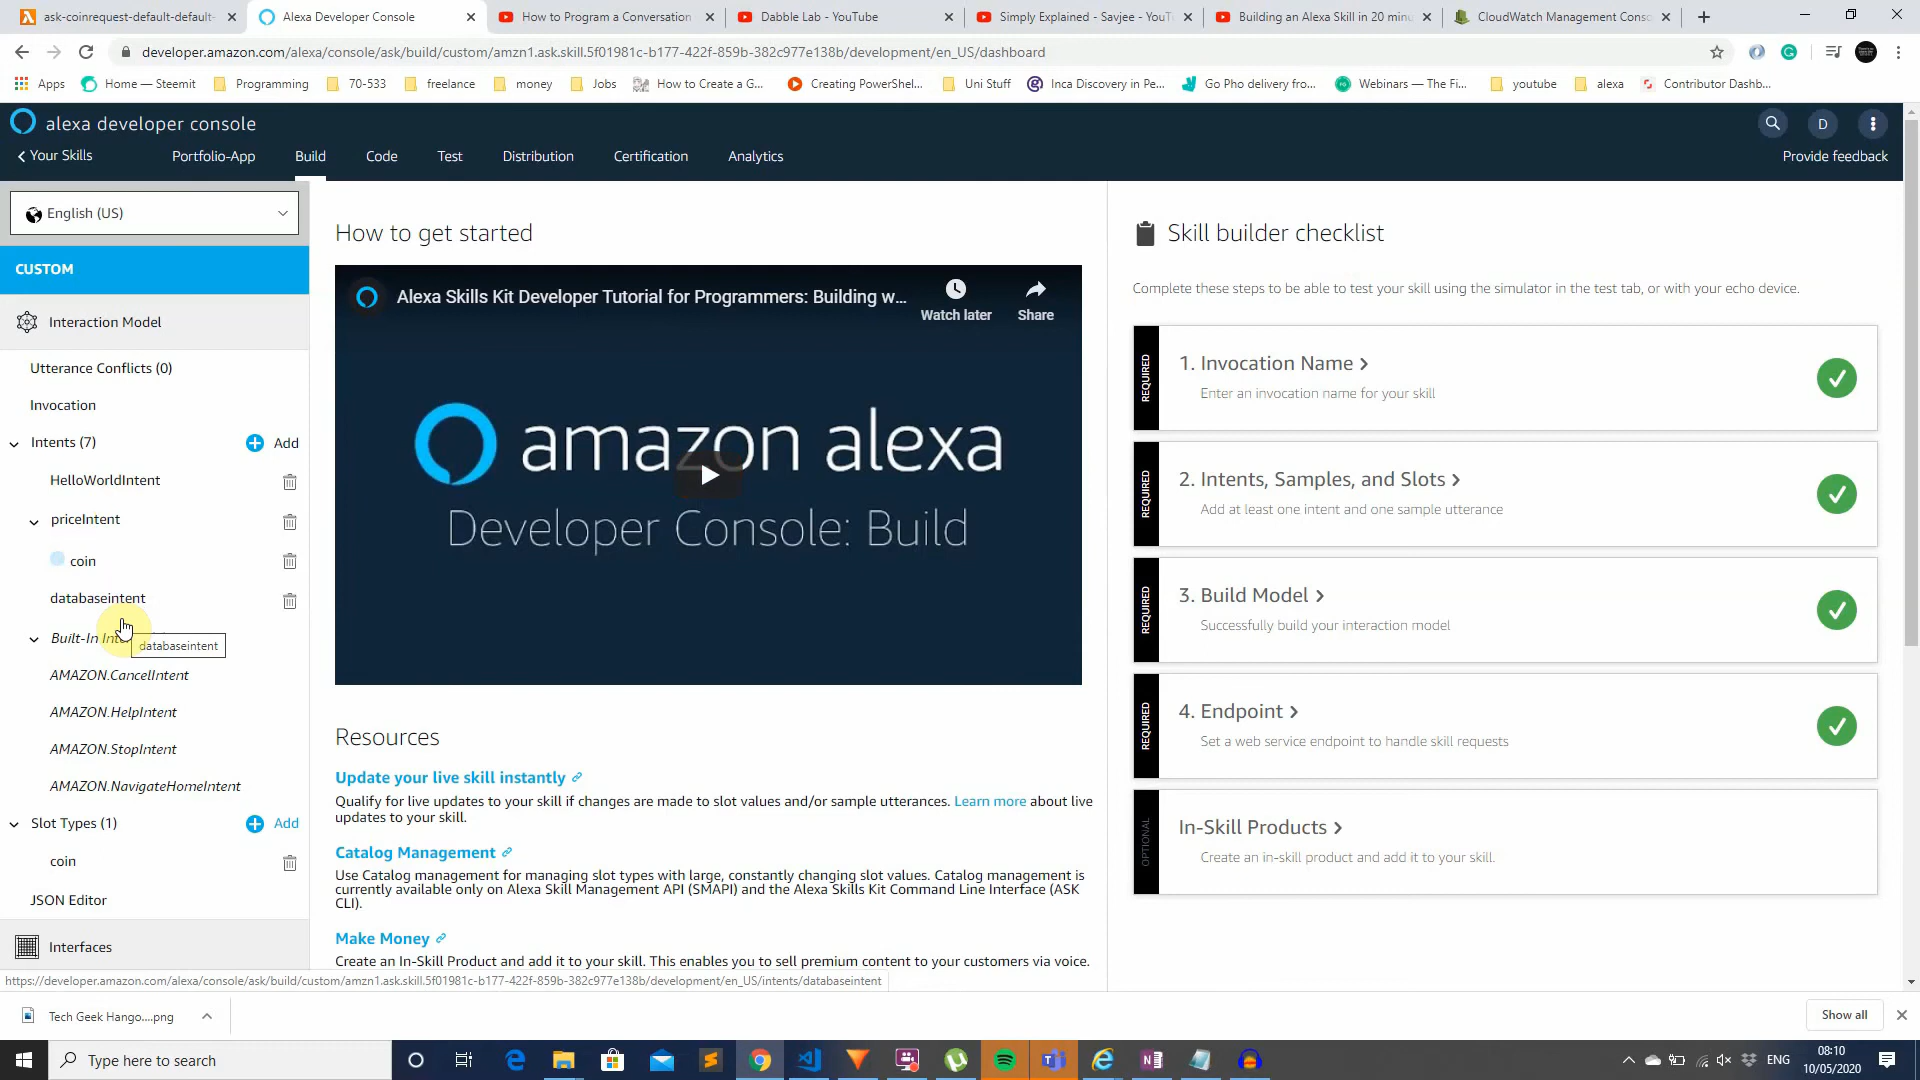 ask-coinrequest-default-default-
Alexa Developer Console
How to Program a Conversation
Dabble Lab - YouTube
Simply Explained - Savjee - YouT
Building an Alexa Skill in 20 minu
CloudWatch Management Conso
developer.amazon.com/alexa/console/ask/build/custom/amzn1.ask.skill.5f01981c-b177-422f-859b-382c977e138b/development/en_US/dashboard
Apps
Home — Steemit
Programming
70-533
freelance
money
Jobs
How to Create a G...
Creating PowerShel...
Uni Stuff
Inca Discovery in Pe...
Go Pho delivery fro...
Webinars — The Fi...
youtube
alexa
Contributor Dashb...
alexa developer console
D
Your Skills
Portfolio-App
Build
Code
Test
Distribution
Certification
Analytics
Provide feedback
English (US)
CUSTOM
Interaction Model
Utterance Conflicts (0)
Invocation
Intents (7)
Add
HelloWorldIntent
priceIntent
coin
databaseintent
Built-In Inte
databaseintent
AMAZON.CancelIntent
AMAZON.HelpIntent
AMAZON.StopIntent
AMAZON.NavigateHomeIntent
Slot Types (1)
Add
coin
JSON Editor
Interfaces
How to get started
Alexa Skills Kit Developer Tutorial for Programmers: Building w...
Watch later
Share
amazon alexa
Developer Console: Build
Resources
Update your live skill instantly
Qualify for live updates to your skill if changes are made to slot values and/or sample utterances. Learn more about live
updates to your skill.
Catalog Management
Use Catalog management for managing slot types with large, constantly changing slot values. Catalog management is
currently available only on Alexa Skill Management API (SMAPI) and the Alexa Skills Kit Command Line Interface (ASK
CLI).
Make Money
Create an In-Skill Product and add it to your skill. This enables you to sell premium content to your customers via voice.
Skill builder checklist
Complete these steps to be able to test your skill using the simulator in the test tab, or with your echo device.
REQUIRED
1. Invocation Name
Enter an invocation name for your skill
REQUIRED
2. Intents, Samples, and Slots
Add at least one intent and one sample utterance
REQUIRED
3. Build Model
Successfully build your interaction model
REQUIRED
4. Endpoint
Set a web service endpoint to handle skill requests
OPTIONAL
In-Skill Products
Create an in-skill product and add it to your skill.
https://developer.amazon.com/alexa/console/ask/build/custom/amzn1.ask.skill.5f01981c-b177-422f-859b-382c977e138b/development/en_US/intents/databaseintent
Tech Geek Hango....png
Show all
Type here to search
ENG
08:10
10/05/2020